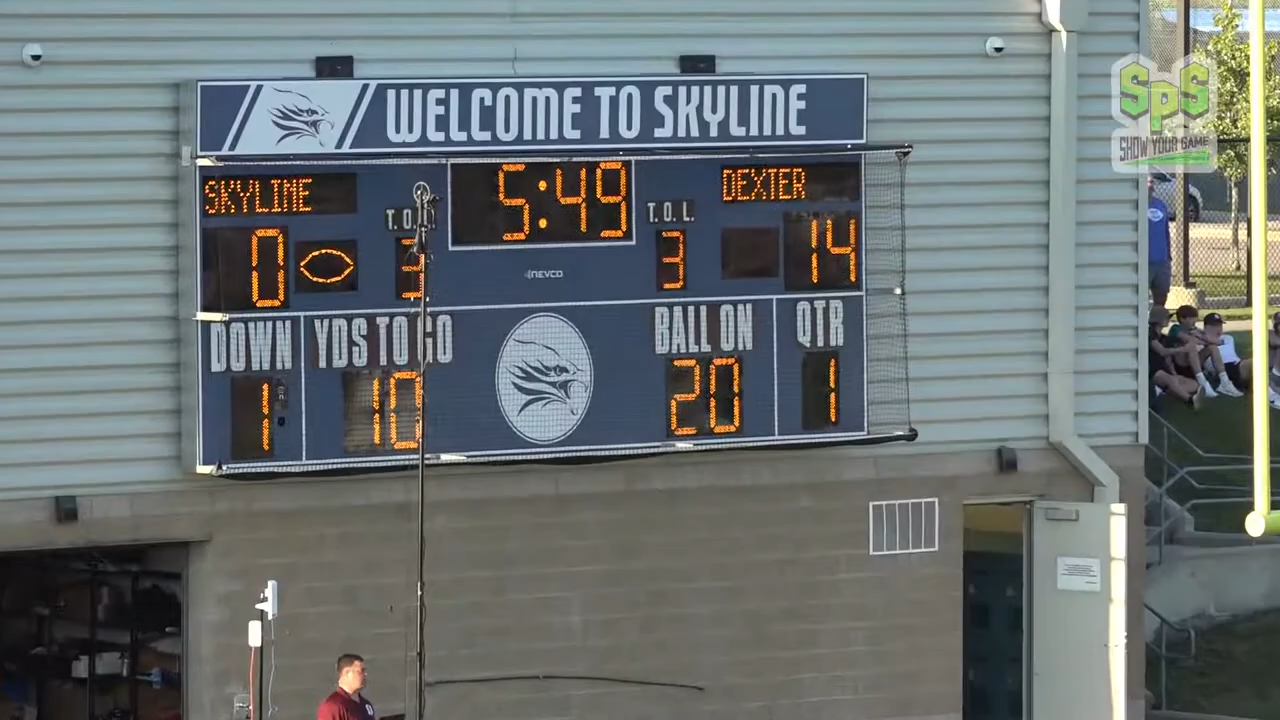 WELCOME TO SKYLINE
SPS
SHOW YOUR GAME
SKYLINE
5:49
DEXTER
T.O.L.
T.O.L.
0
3
3
14
NEVCO
DOWN
YDS TO GO
BALL ON
QTR
1
10
20
1